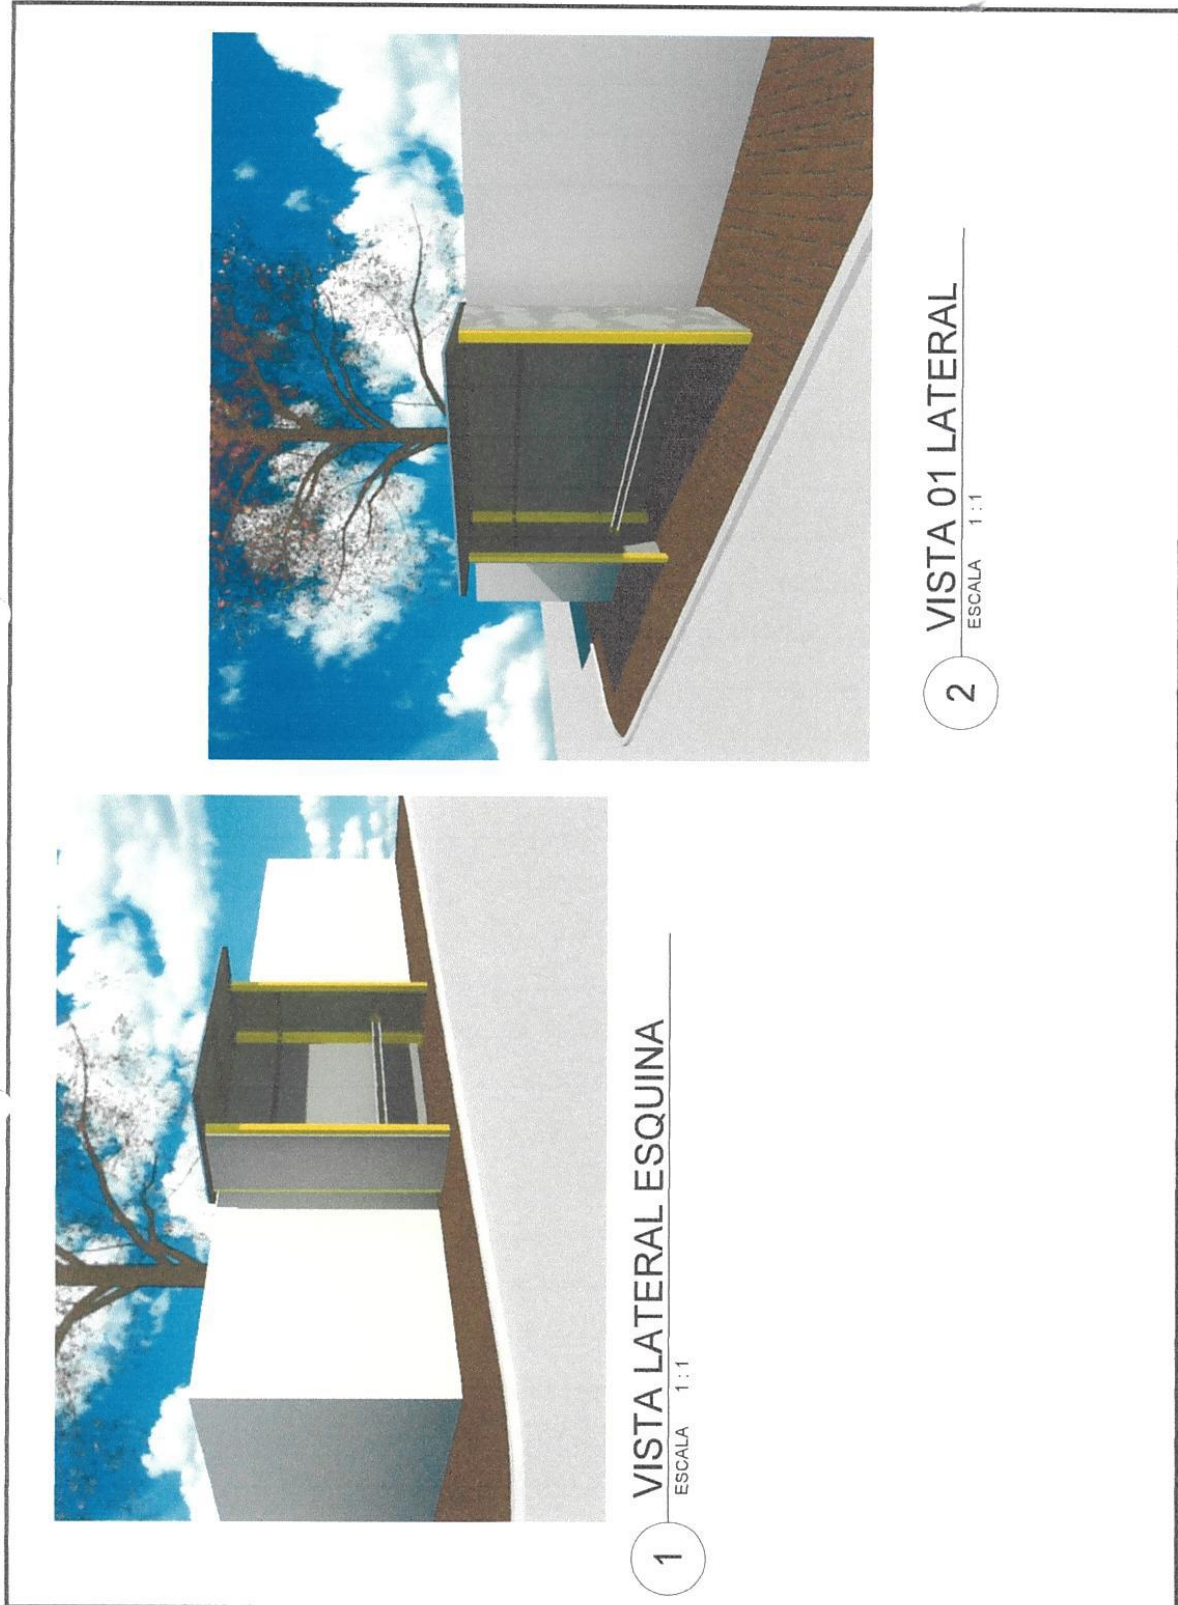 1
VISTA LATERAL ESQUINA
ESCALA 1 : 1
2
VISTA 01 LATERAL
ESCALA 1 : 1